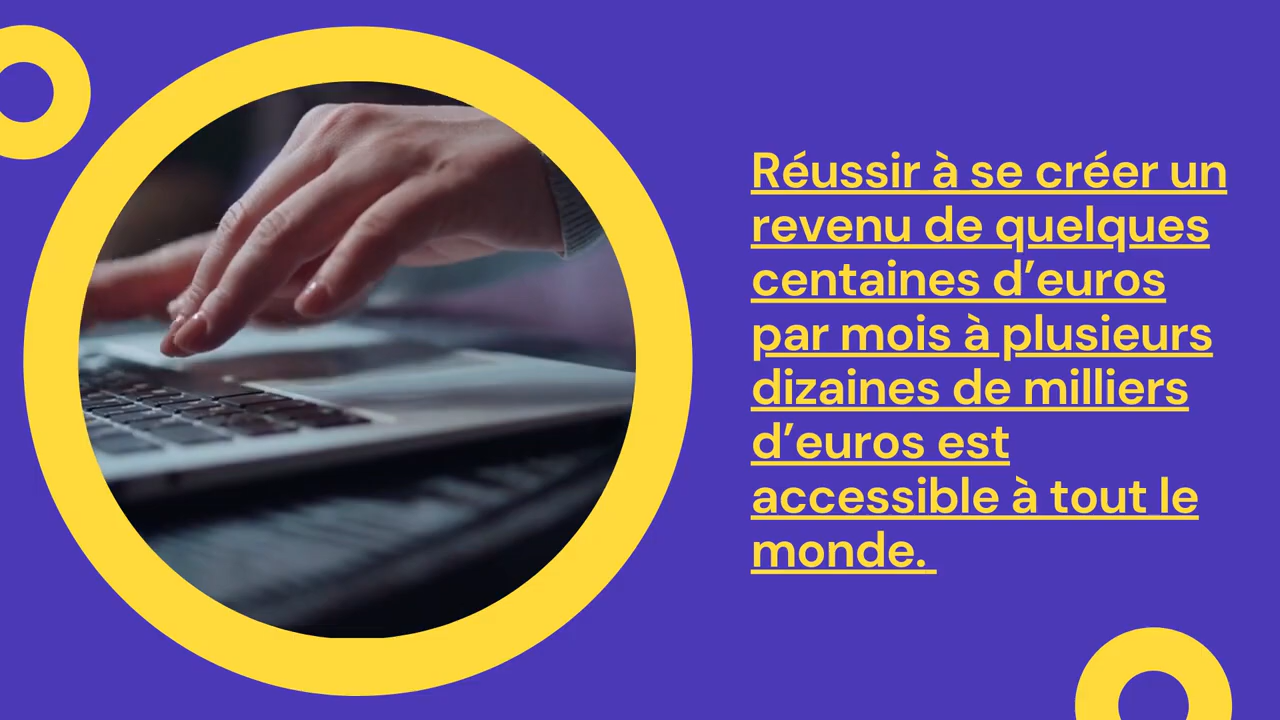 Réussir à se créer un
revenu de quelques
centaines d’euros
par mois à plusieurs
dizaines de milliers
d’euros est
accessible à tout le
monde.